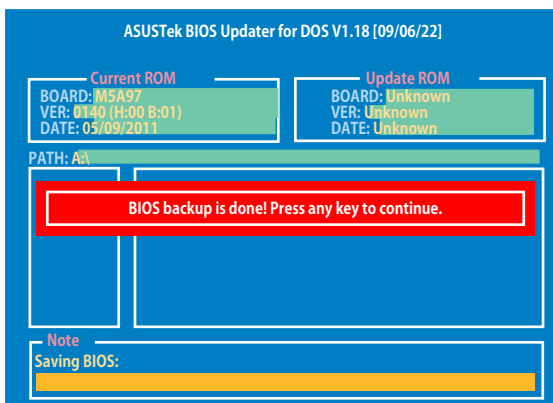 ASUSTek BIOS Updater for DOS V1.18 [09/06/22]
Current ROM
BOARD: M5A97
VER: 0140 (H:00 B:01)
DATE: 05/09/2011
Update ROM
BOARD: Unknown
VER: Unknown
DATE: Unknown
PATH: A:\
BIOS backup is done! Press any key to continue.
Note
Saving BIOS: